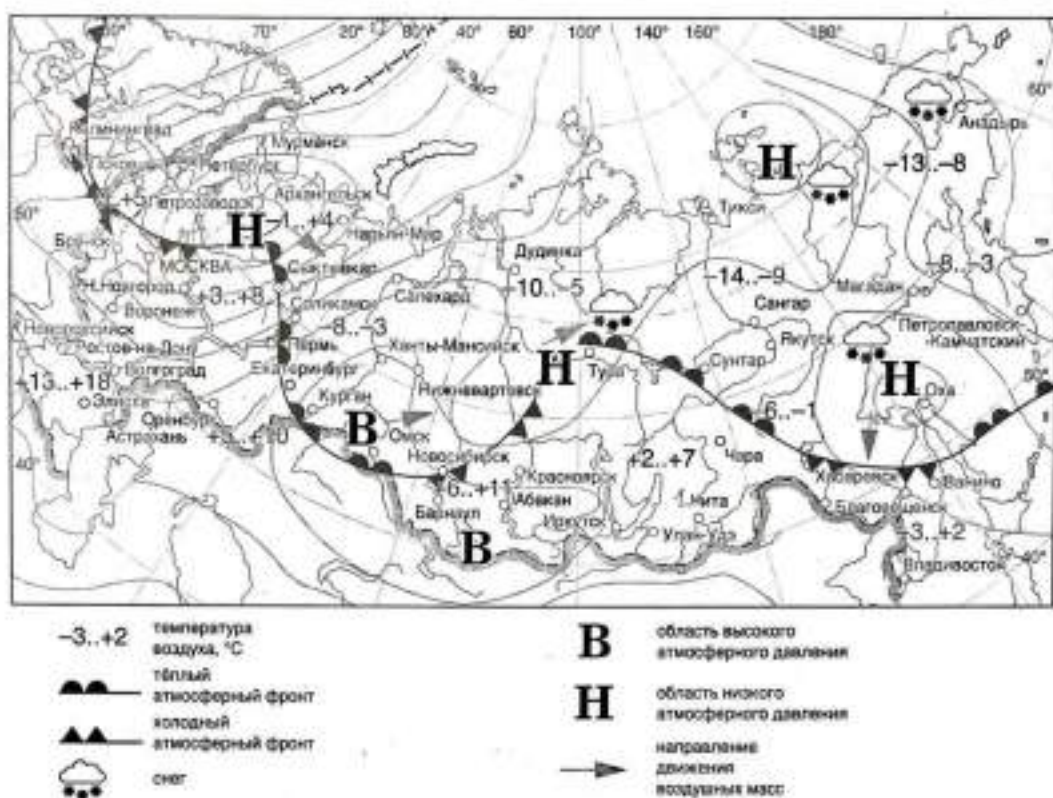 70° 20° 80° 40° 60° 100° 140° 160° 180°
60°
Калининград
Мурманск
Анадырь
Н
-13..-8
Архангельск
Петрозаводск
Тикси
50°
Н
-1..+4
Нарьян-Мар
Брянск
Дудинка
МОСКВА
Сыктывкар
-8..-3
Н.Новгород
+3..+8
-10..-5
-14..-9
Магадан
Воронеж
Соликамск
Салехард
Сангар
Новороссийск
-8..-3
Якутск
Петропавловск
-Камчатский
Ростов-на-Дону
Пермь
Ханты-Мансийск
Сунтар
Волгоград
Екатеринбург
Н
Тура
Н
50°
+13..+18
Нижневартовск
Оха
Элиста
Курган
6..-1
Оренбург
В
Астрахань
Омск
40°
Новосибирск
+2..+7
Чара
Красноярск
Хабаровск
Ванино
6..+11
Абакан
Чита
Благовещенск
Барнаул
Иркутск
В
Улан-Удэ
-3..+2
40°
Владивосток
-3..+2
температура
воздуха, °C
тёплый
атмосферный фронт
холодный
атмосферный фронт
снег
В
область высокого
атмосферного давления
Н
область низкого
атмосферного давления
направление
движения
воздушных масс